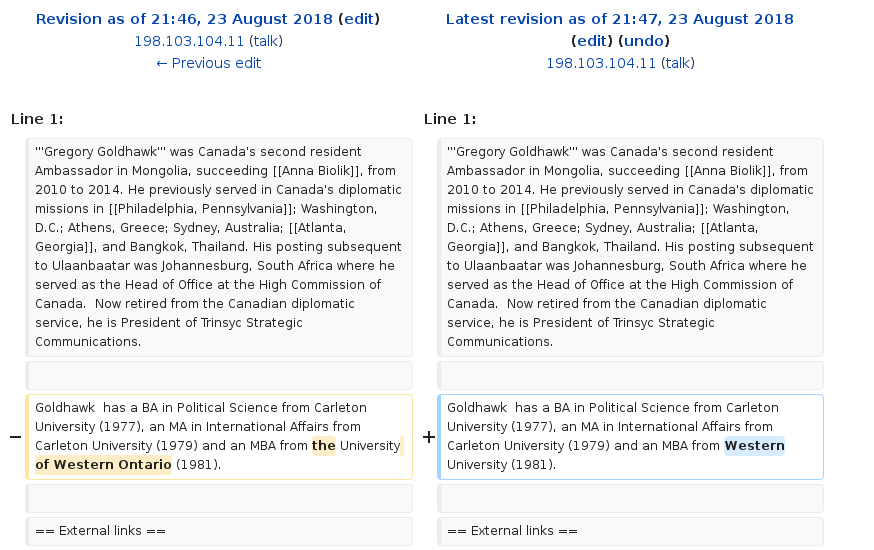 Revision as of 21:46, 23 August 2018 (edit)
198.103.104.11 (talk)
← Previous edit
Latest revision as of 21:47, 23 August 2018
(edit) (undo)
198.103.104.11 (talk)
Line 1:
Line 1:
'''Gregory Goldhawk''' was Canada's second resident
Ambassador in Mongolia, succeeding [[Anna Biolik]], from
2010 to 2014. He previously served in Canada's diplomatic
missions in [[Philadelphia, Pennsylvania]]; Washington,
D.C.; Athens, Greece; Sydney, Australia; [[Atlanta,
Georgia]], and Bangkok, Thailand. His posting subsequent
to Ulaanbaatar was Johannesburg, South Africa where he
served as the Head of Office at the High Commission of
Canada.  Now retired from the Canadian diplomatic
service, he is President of Trinsyc Strategic
Communications.
'''Gregory Goldhawk''' was Canada's second resident
Ambassador in Mongolia, succeeding [[Anna Biolik]], from
2010 to 2014. He previously served in Canada's diplomatic
missions in [[Philadelphia, Pennsylvania]]; Washington,
D.C.; Athens, Greece; Sydney, Australia; [[Atlanta,
Georgia]], and Bangkok, Thailand. His posting subsequent
to Ulaanbaatar was Johannesburg, South Africa where he
served as the Head of Office at the High Commission of
Canada.  Now retired from the Canadian diplomatic
service, he is President of Trinsyc Strategic
Communications.
− Goldhawk  has a BA in Political Science from Carleton
University (1977), an MA in International Affairs from
Carleton University (1979) and an MBA from the University
of Western Ontario (1981).
+ Goldhawk  has a BA in Political Science from Carleton
University (1977), an MA in International Affairs from
Carleton University (1979) and an MBA from Western
University (1981).
== External links ==
== External links ==